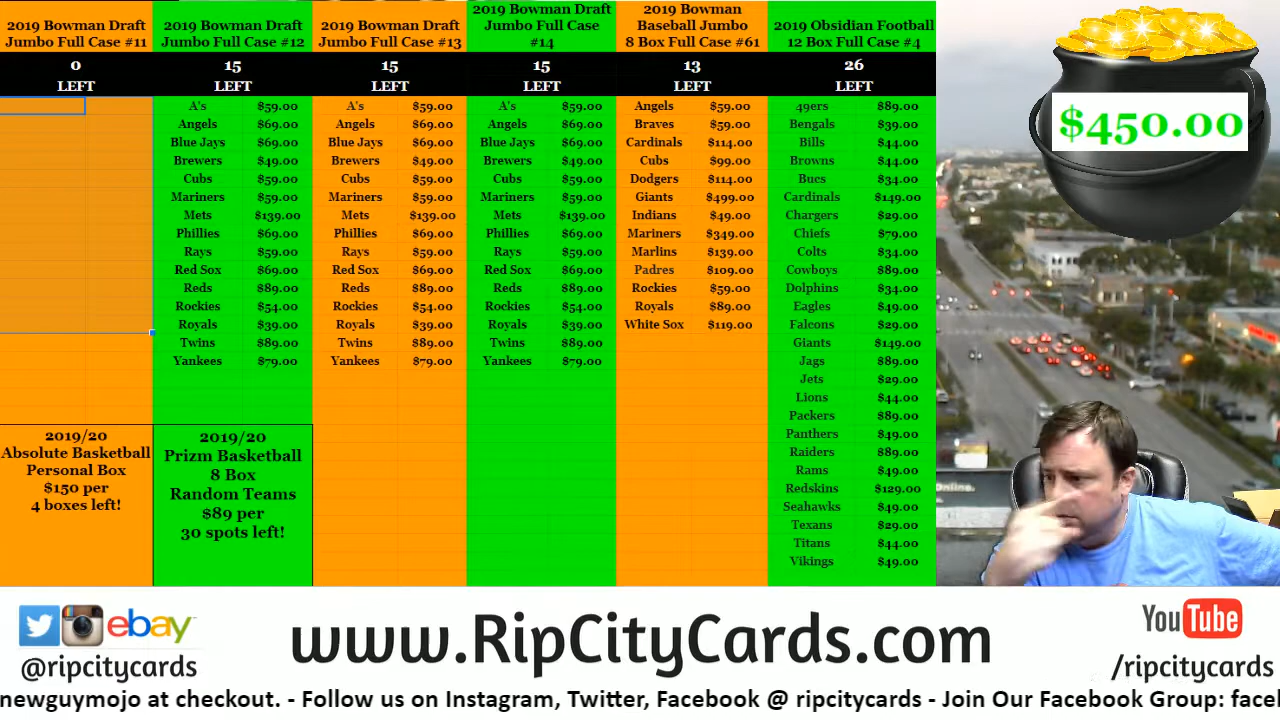 2019 Bowman Draft
Jumbo Full Case #11
0
LEFT
2019 Bowman Draft
Jumbo Full Case #12
15
LEFT
A's $59.00
Angels $69.00
Blue Jays $69.00
Brewers $49.00
Cubs $59.00
Mariners $59.00
Mets $139.00
Phillies $69.00
Rays $59.00
Red Sox $69.00
Reds $89.00
Rockies $54.00
Royals $39.00
Twins $89.00
Yankees $79.00
2019 Bowman Draft
Jumbo Full Case #13
15
LEFT
A's $59.00
Angels $69.00
Blue Jays $69.00
Brewers $49.00
Cubs $59.00
Mariners $59.00
Mets $139.00
Phillies $69.00
Rays $59.00
Red Sox $69.00
Reds $89.00
Rockies $54.00
Royals $39.00
Twins $89.00
Yankees $79.00
2019 Bowman Draft
Jumbo Full Case
#14
15
LEFT
A's $59.00
Angels $69.00
Blue Jays $69.00
Brewers $49.00
Cubs $59.00
Mariners $59.00
Mets $139.00
Phillies $69.00
Rays $59.00
Red Sox $69.00
Reds $89.00
Rockies $54.00
Royals $39.00
Twins $89.00
Yankees $79.00
2019 Bowman
Baseball Jumbo
8 Box Full Case #61
13
LEFT
Angels $59.00
Braves $59.00
Cardinals $114.00
Cubs $99.00
Dodgers $114.00
Giants $499.00
Indians $49.00
Mariners $349.00
Marlins $139.00
Padres $109.00
Rockies $59.00
Royals $89.00
White Sox $119.00
2019 Obsidian Football
12 Box Full Case #4
26
LEFT
49ers $89.00
Bengals $39.00
Bills $44.00
Browns $44.00
Bucs $34.00
Cardinals $149.00
Chargers $29.00
Chiefs $79.00
Colts $34.00
Cowboys $89.00
Dolphins $34.00
Eagles $49.00
Falcons $29.00
Giants $149.00
Jags $89.00
Jets $29.00
Lions $44.00
Packers $89.00
Panthers $49.00
Raiders $89.00
Rams $49.00
Redskins $129.00
Seahawks $49.00
Texans $29.00
Titans $44.00
Vikings $49.00
$450.00
2019/20
Absolute Basketball
Personal Box
$150 per
4 boxes left!
2019/20
Prizm Basketball
8 Box
Random Teams
$89 per
30 spots left!
Online.
ebay
@ripcitycards
www.RipCityCards.com
YouTube
/ripcitycards
newguymojo at checkout. - Follow us on Instagram, Twitter, Facebook @ ripcitycards - Join Our Facebook Group: facel